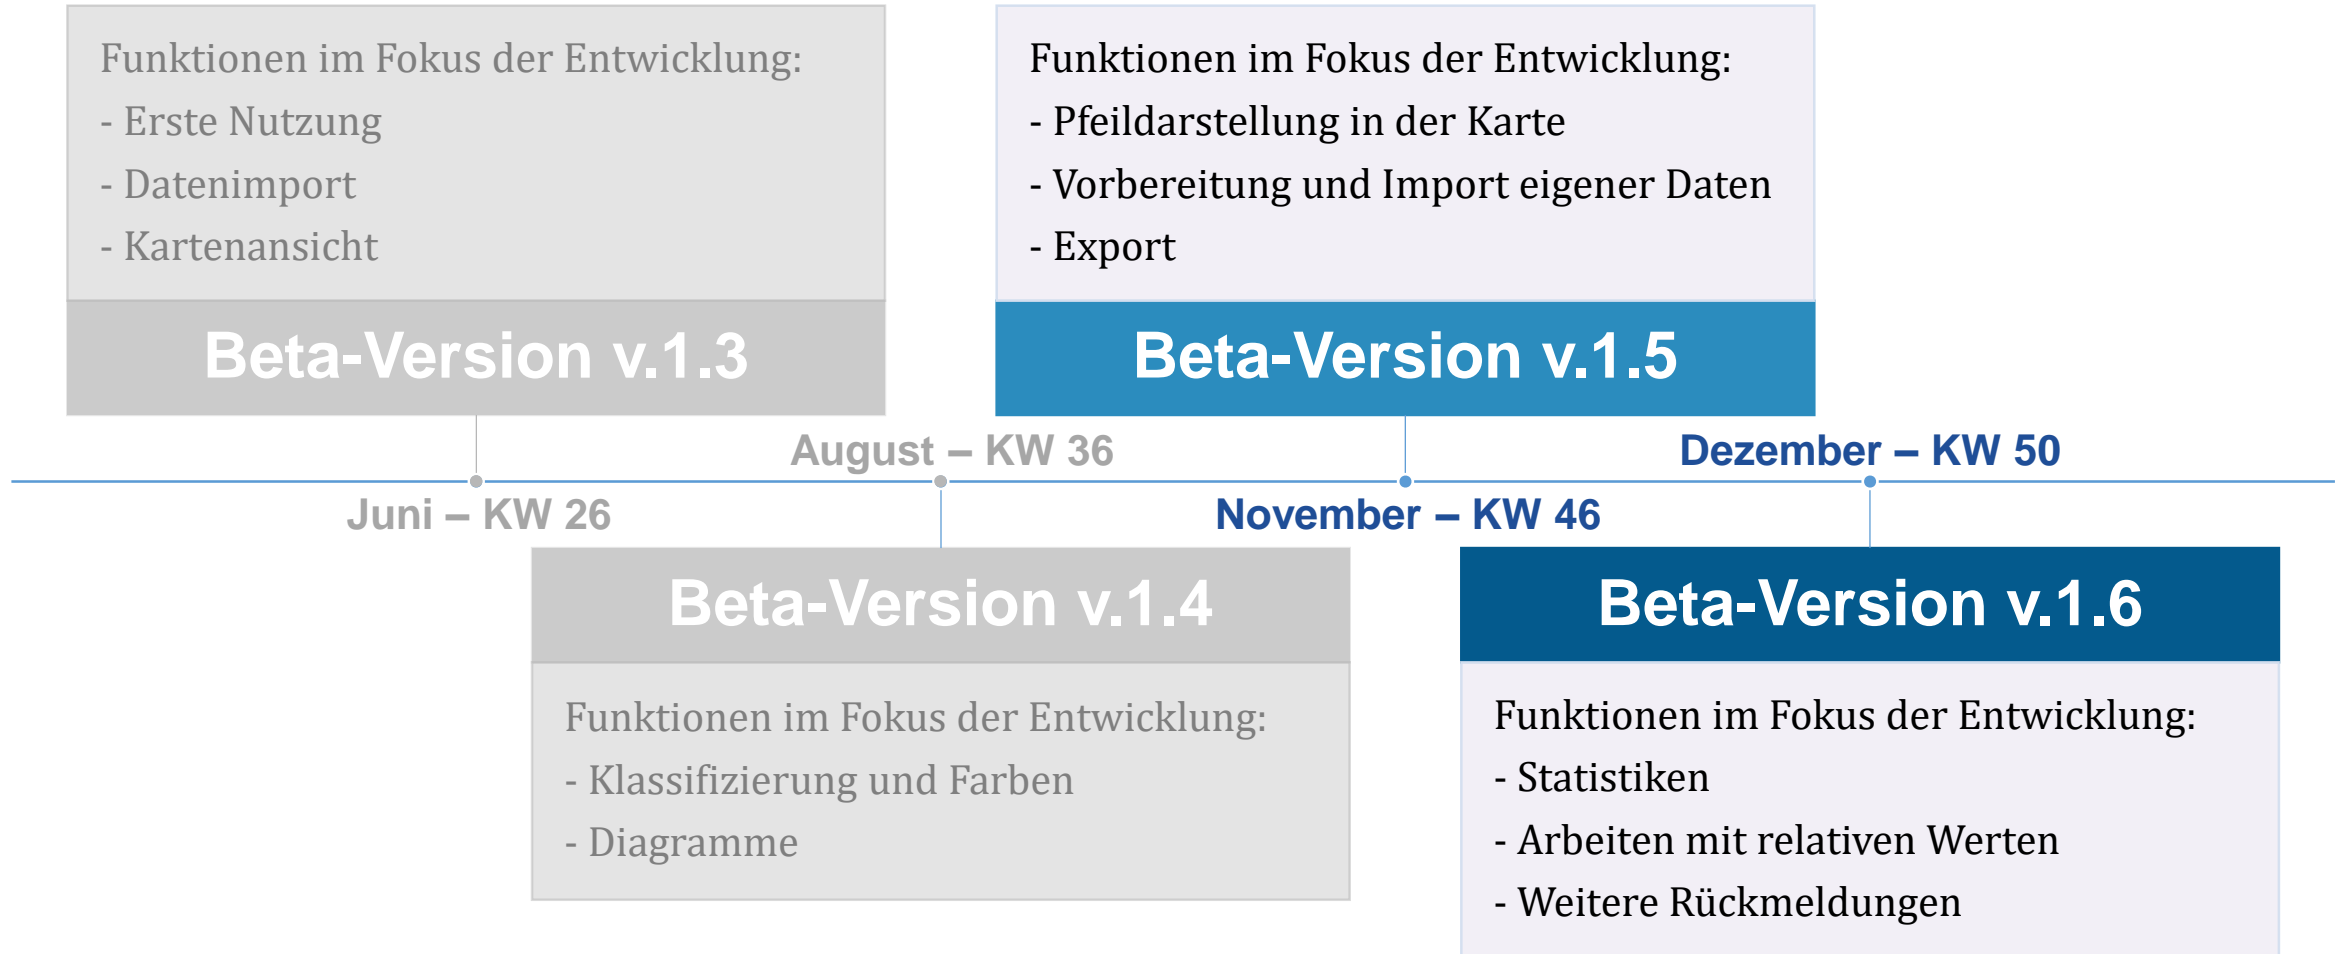 Funktionen im Fokus der Entwicklung:
- Erste Nutzung
- Datenimport
- Kartenansicht
Beta-Version v.1.3
Juni – KW 26
August – KW 36
Beta-Version v.1.4
Funktionen im Fokus der Entwicklung:
- Klassifizierung und Farben
- Diagramme
Funktionen im Fokus der Entwicklung:
- Pfeildarstellung in der Karte
- Vorbereitung und Import eigener Daten
- Export
Beta-Version v.1.5
November – KW 46
Dezember – KW 50
Beta-Version v.1.6
Funktionen im Fokus der Entwicklung:
- Statistiken
- Arbeiten mit relativen Werten
- Weitere Rückmeldungen